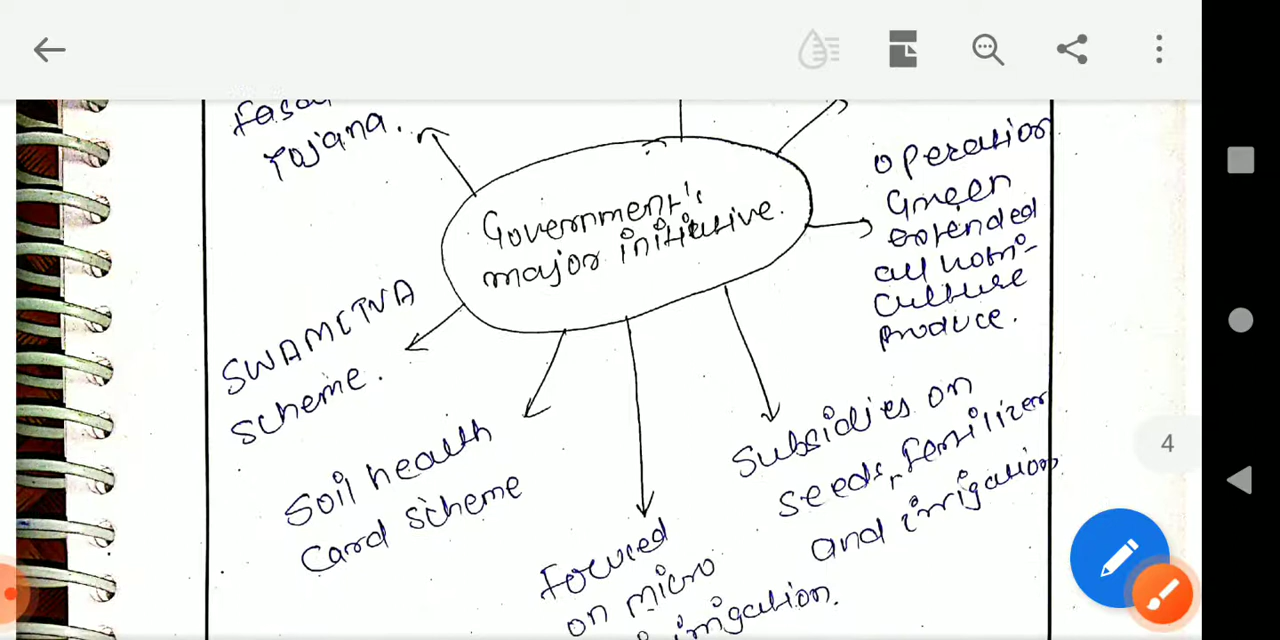 Fasal
Yojana.
Government's
major initiative.
Operation
Green
extended
all horti-
culture
produce.
SWAMITVA
scheme.
Soil health
card scheme
Focused
on micro
irrigation.
Subsidies on
seeds, fertilizer
and irrigation
4